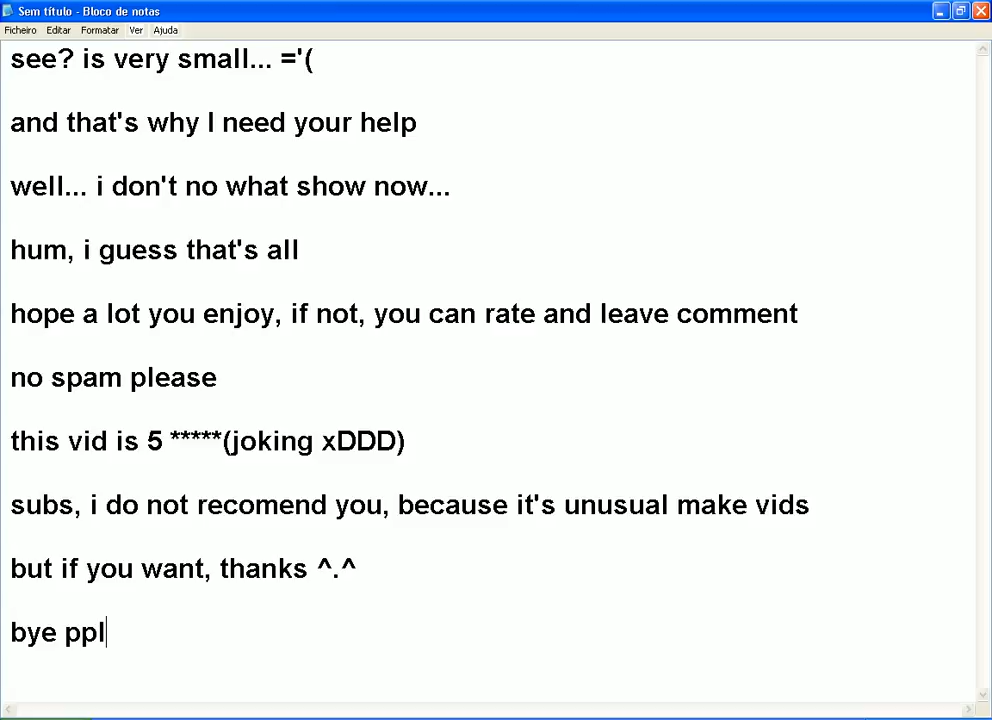 Sem título - Bloco de notas
Ficheiro Editar Formatar Ver Ajuda
see? is very small... ='(
and that's why I need your help
well... i don't no what show now...
hum, i guess that's all
hope a lot you enjoy, if not, you can rate and leave comment
no spam please
this vid is 5 *****(joking xDDD)
subs, i do not recomend you, because it's unusual make vids
but if you want, thanks ^.^
bye ppl